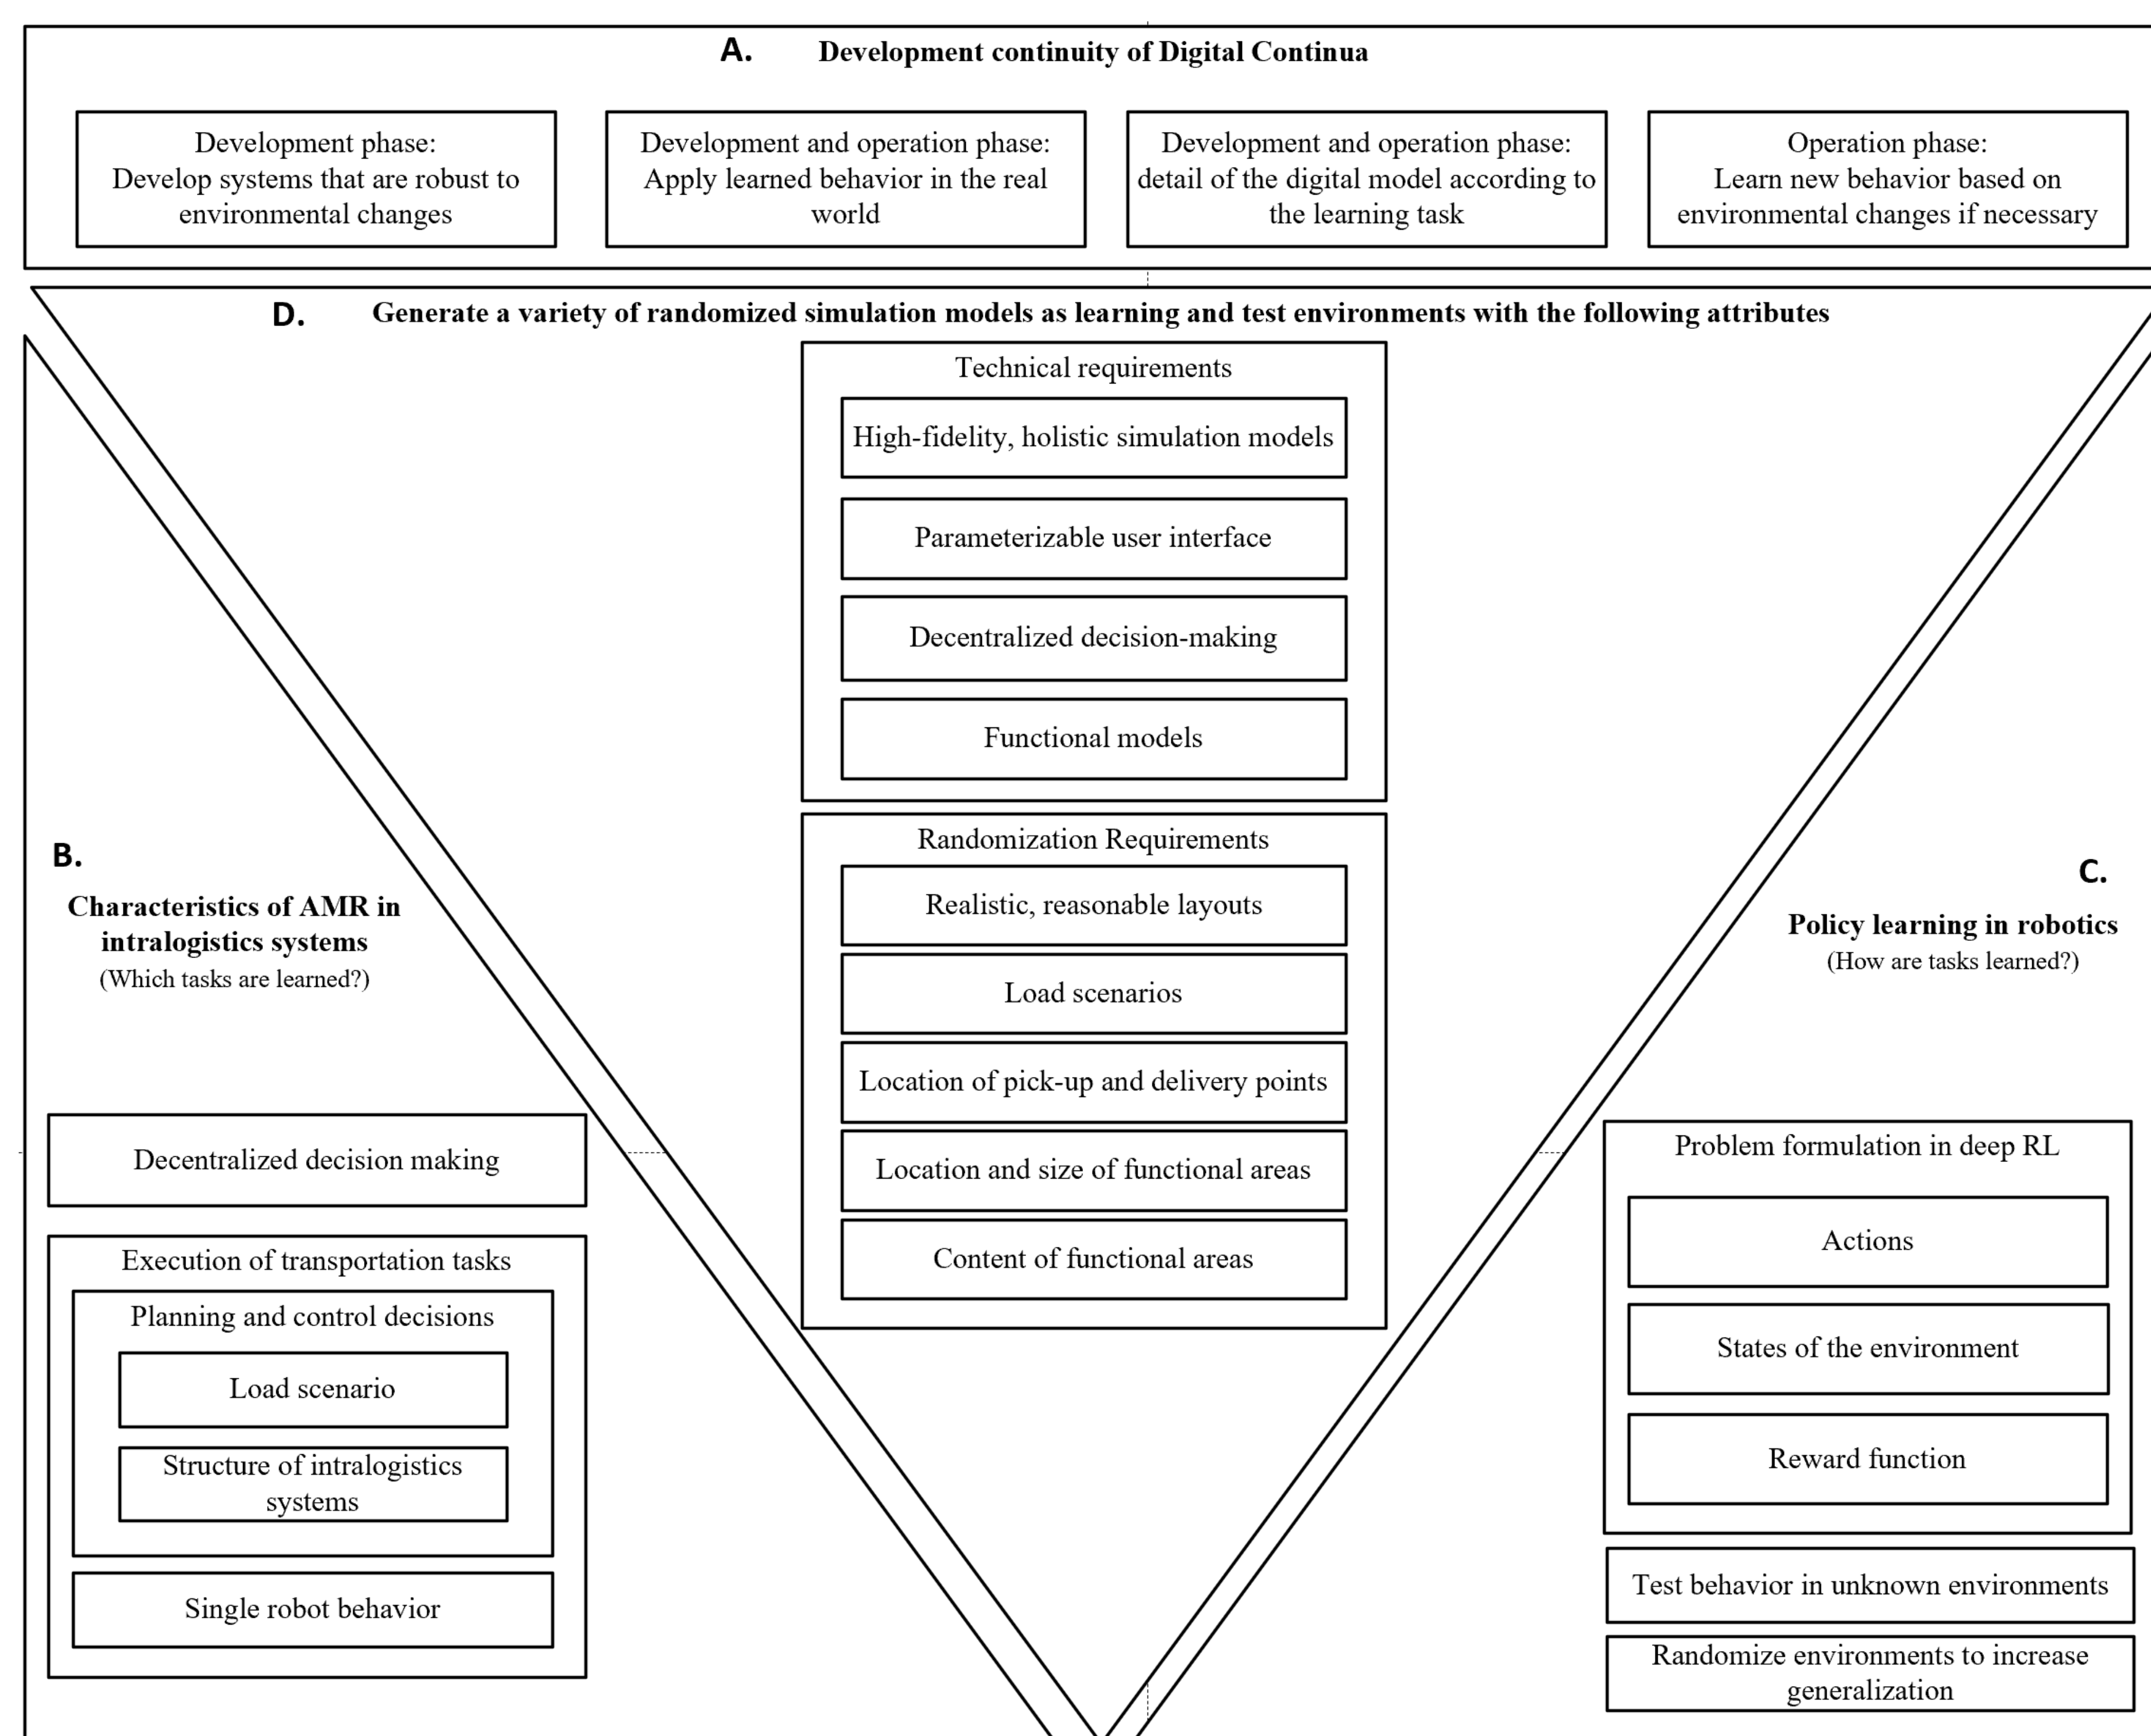 A. Development continuity of Digital Continua
Development phase:
Develop systems that are robust to
environmental changes
Development and operation phase:
Apply learned behavior in the real
world
Development and operation phase:
detail of the digital model according to
the learning task
Operation phase:
Learn new behavior based on
environmental changes if necessary
D. Generate a variety of randomized simulation models as learning and test environments with the following attributes
Technical requirements
High-fidelity, holistic simulation models
Parameterizable user interface
Decentralized decision-making
Functional models
Randomization Requirements
Realistic, reasonable layouts
Load scenarios
Location of pick-up and delivery points
Location and size of functional areas
Content of functional areas
B.
Characteristics of AMR in
intralogistics systems
(Which tasks are learned?)
Decentralized decision making
Execution of transportation tasks
Planning and control decisions
Load scenario
Structure of intralogistics
systems
Single robot behavior
C.
Policy learning in robotics
(How are tasks learned?)
Problem formulation in deep RL
Actions
States of the environment
Reward function
Test behavior in unknown environments
Randomize environments to increase
generalization